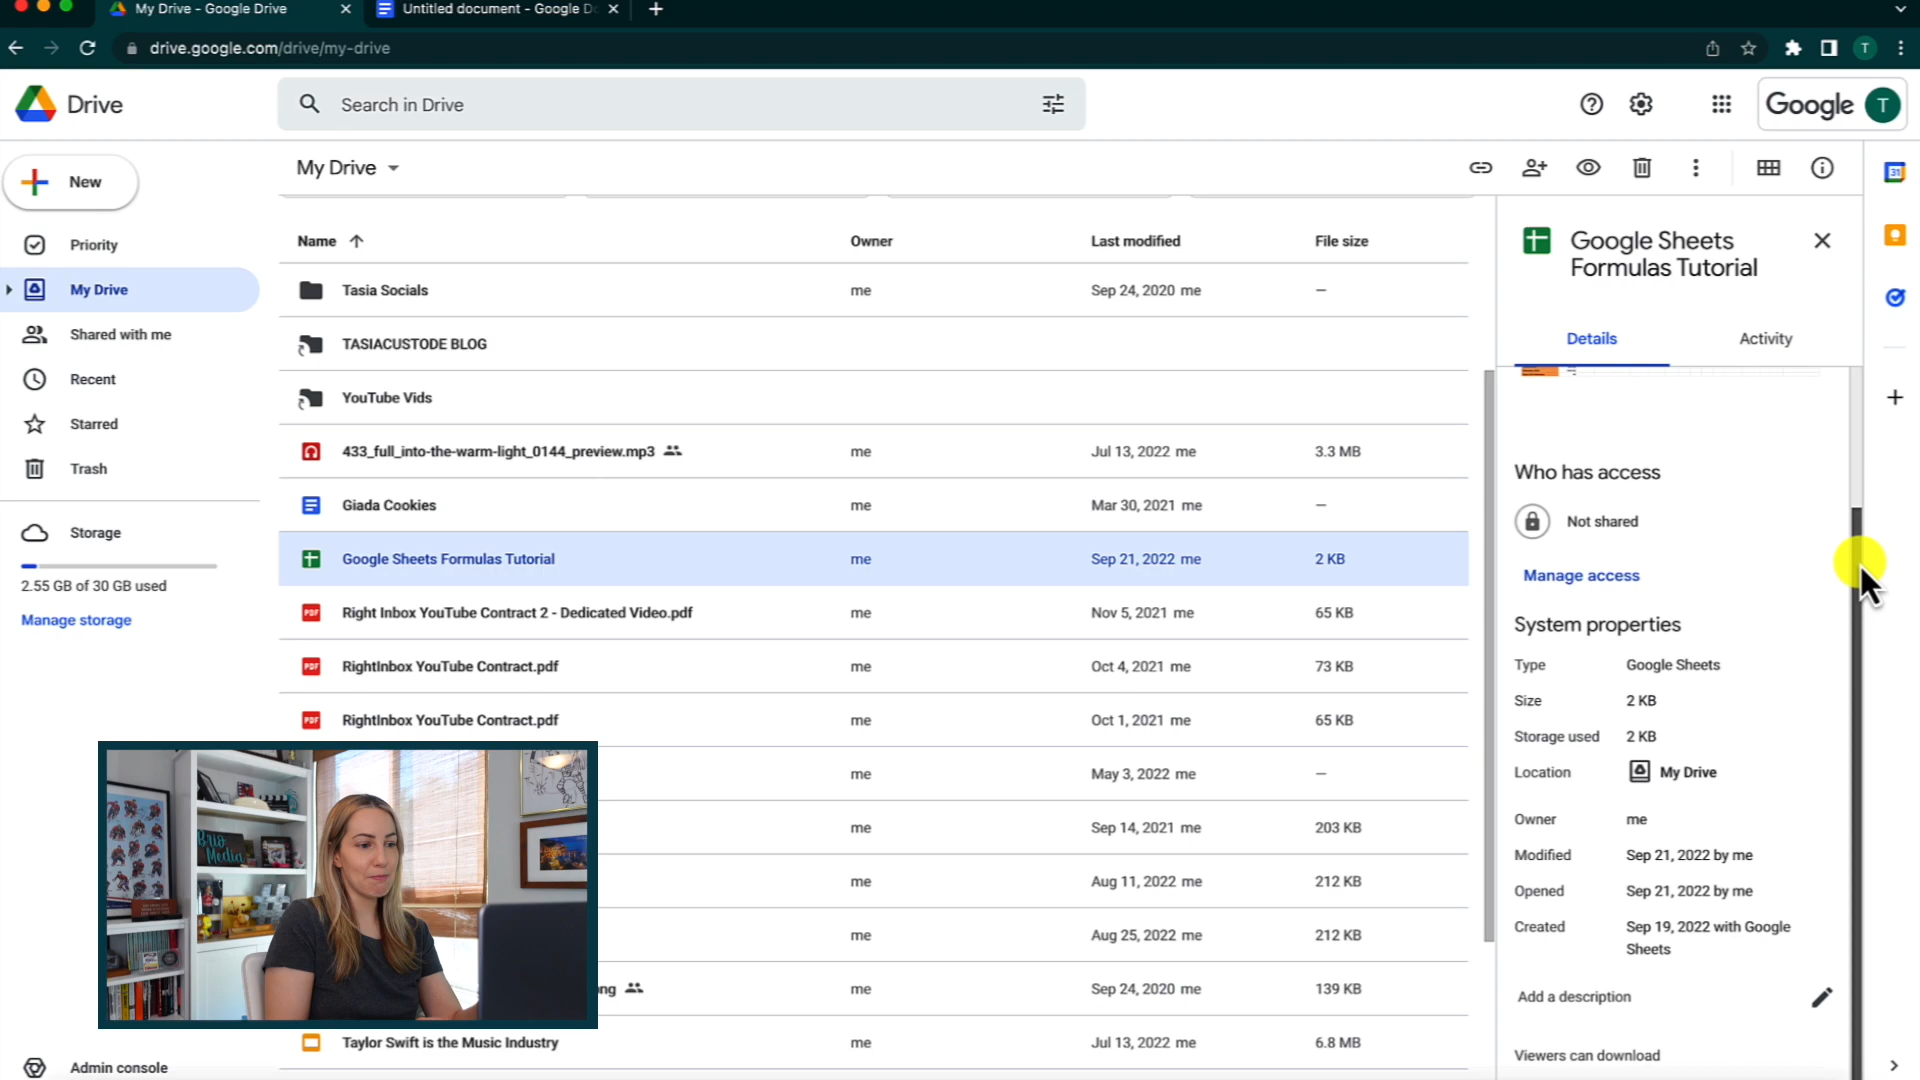 My Drive - Google Drive
Untitled document - Google D
drive.google.com/drive/my-drive
T
Drive
Search in Drive
Google T
New
My Drive
31
Priority
My Drive
Shared with me
Recent
Starred
Trash
Storage
2.55 GB of 30 GB used
Manage storage
Admin console
Name Owner Last modified File size
Tasia Socials me Sep 24, 2020 me —
TASIACUSTODE BLOG
YouTube Vids
433_full_into-the-warm-light_0144_preview.mp3 me Jul 13, 2022 me 3.3 MB
Giada Cookies me Mar 30, 2021 me —
Google Sheets Formulas Tutorial me Sep 21, 2022 me 2 KB
PDF Right Inbox YouTube Contract 2 - Dedicated Video.pdf me Nov 5, 2021 me 65 KB
PDF RightInbox YouTube Contract.pdf me Oct 4, 2021 me 73 KB
PDF RightInbox YouTube Contract.pdf me Oct 1, 2021 me 65 KB
me May 3, 2022 me —
me Sep 14, 2021 me 203 KB
me Aug 11, 2022 me 212 KB
me Aug 25, 2022 me 212 KB
ng me Sep 24, 2020 me 139 KB
Taylor Swift is the Music Industry me Jul 13, 2022 me 6.8 MB
Brio
Media
Google Sheets
Formulas Tutorial
Details Activity
Who has access
Not shared
Manage access
System properties
Type Google Sheets
Size 2 KB
Storage used 2 KB
Location My Drive
Owner me
Modified Sep 21, 2022 by me
Opened Sep 21, 2022 by me
Created Sep 19, 2022 with Google
Sheets
Add a description
Viewers can download